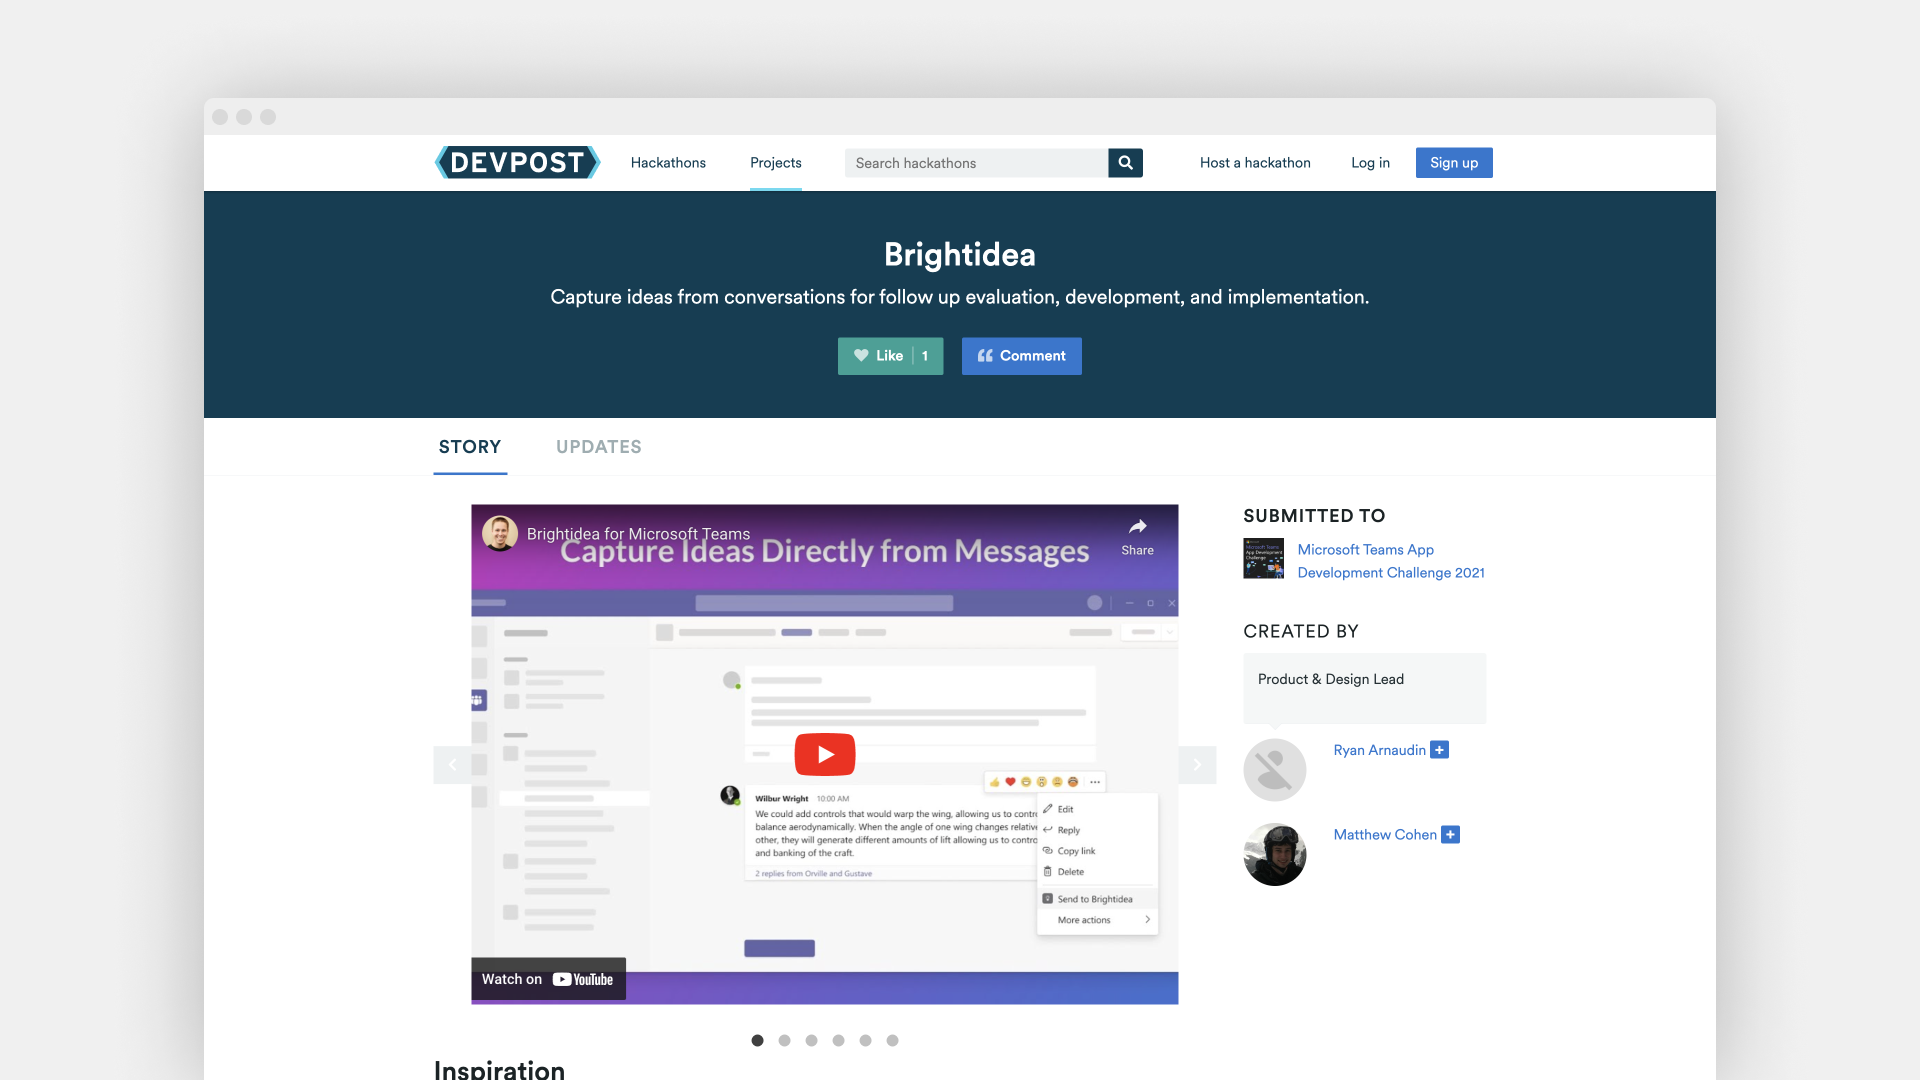 DEVPOST
Hackathons
Projects
Search hackathons
Host a hackathon
Log in
Sign up
Brightidea
Capture ideas from conversations for follow up evaluation, development, and implementation.
Like 1
Comment
STORY
UPDATES
Brightidea for Microsoft Teams
Capture Ideas Directly from Messages
Share
Wilbur Wright 10:00 AM
We could add controls that would warp the wing, allowing us to contr
balance aerodynamically. When the angle of one wing changes relative
other, they will generate different amounts of lift allowing us to contro
and banking of the craft.
2 replies from Orville and Gustave
Edit
Reply
Copy link
Delete
Send to Brightidea
More actions
Watch on YouTube
SUBMITTED TO
Microsoft Teams App
Development Challenge 2021
CREATED BY
Product & Design Lead
Ryan Arnaudin
Matthew Cohen
Inspiration